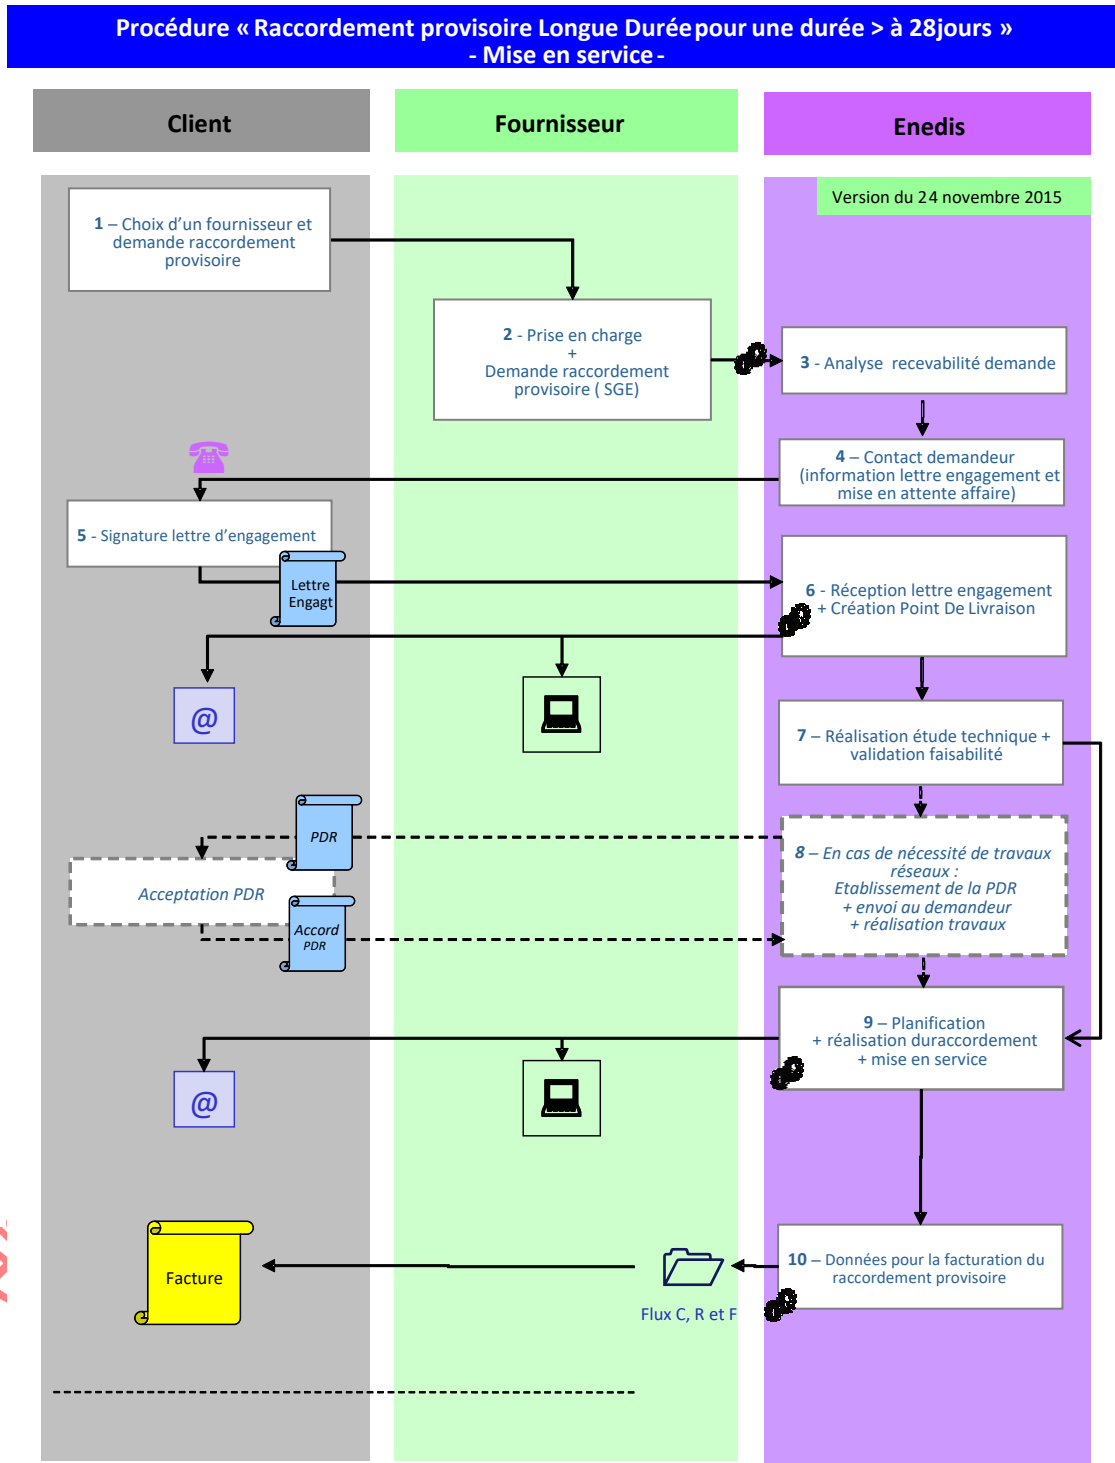 Procédure « Raccordement provisoire Longue Durée pour une durée > à 28jours »
- Mise en service -
Client
Fournisseur
Enedis
Version du 24 novembre 2015
1 – Choix d'un fournisseur et
demande raccordement
provisoire
2 - Prise en charge
+
Demande raccordement
provisoire ( SGE)
3 - Analyse recevabilité demande
4 – Contact demandeur
(information lettre engagement et
mise en attente affaire)
5 - Signature lettre d'engagement
Lettre
Engagt
6 - Réception lettre engagement
+ Création Point De Livraison
@
7 – Réalisation étude technique +
validation faisabilité
PDR
8 – En cas de nécessité de travaux
réseaux :
Etablissement de la PDR
+ envoi au demandeur
+ réalisation travaux
Acceptation PDR
Accord
PDR
9 – Planification
+ réalisation duraccordement
+ mise en service
@
10 – Données pour la facturation du
raccordement provisoire
Facture
Flux C, R et F